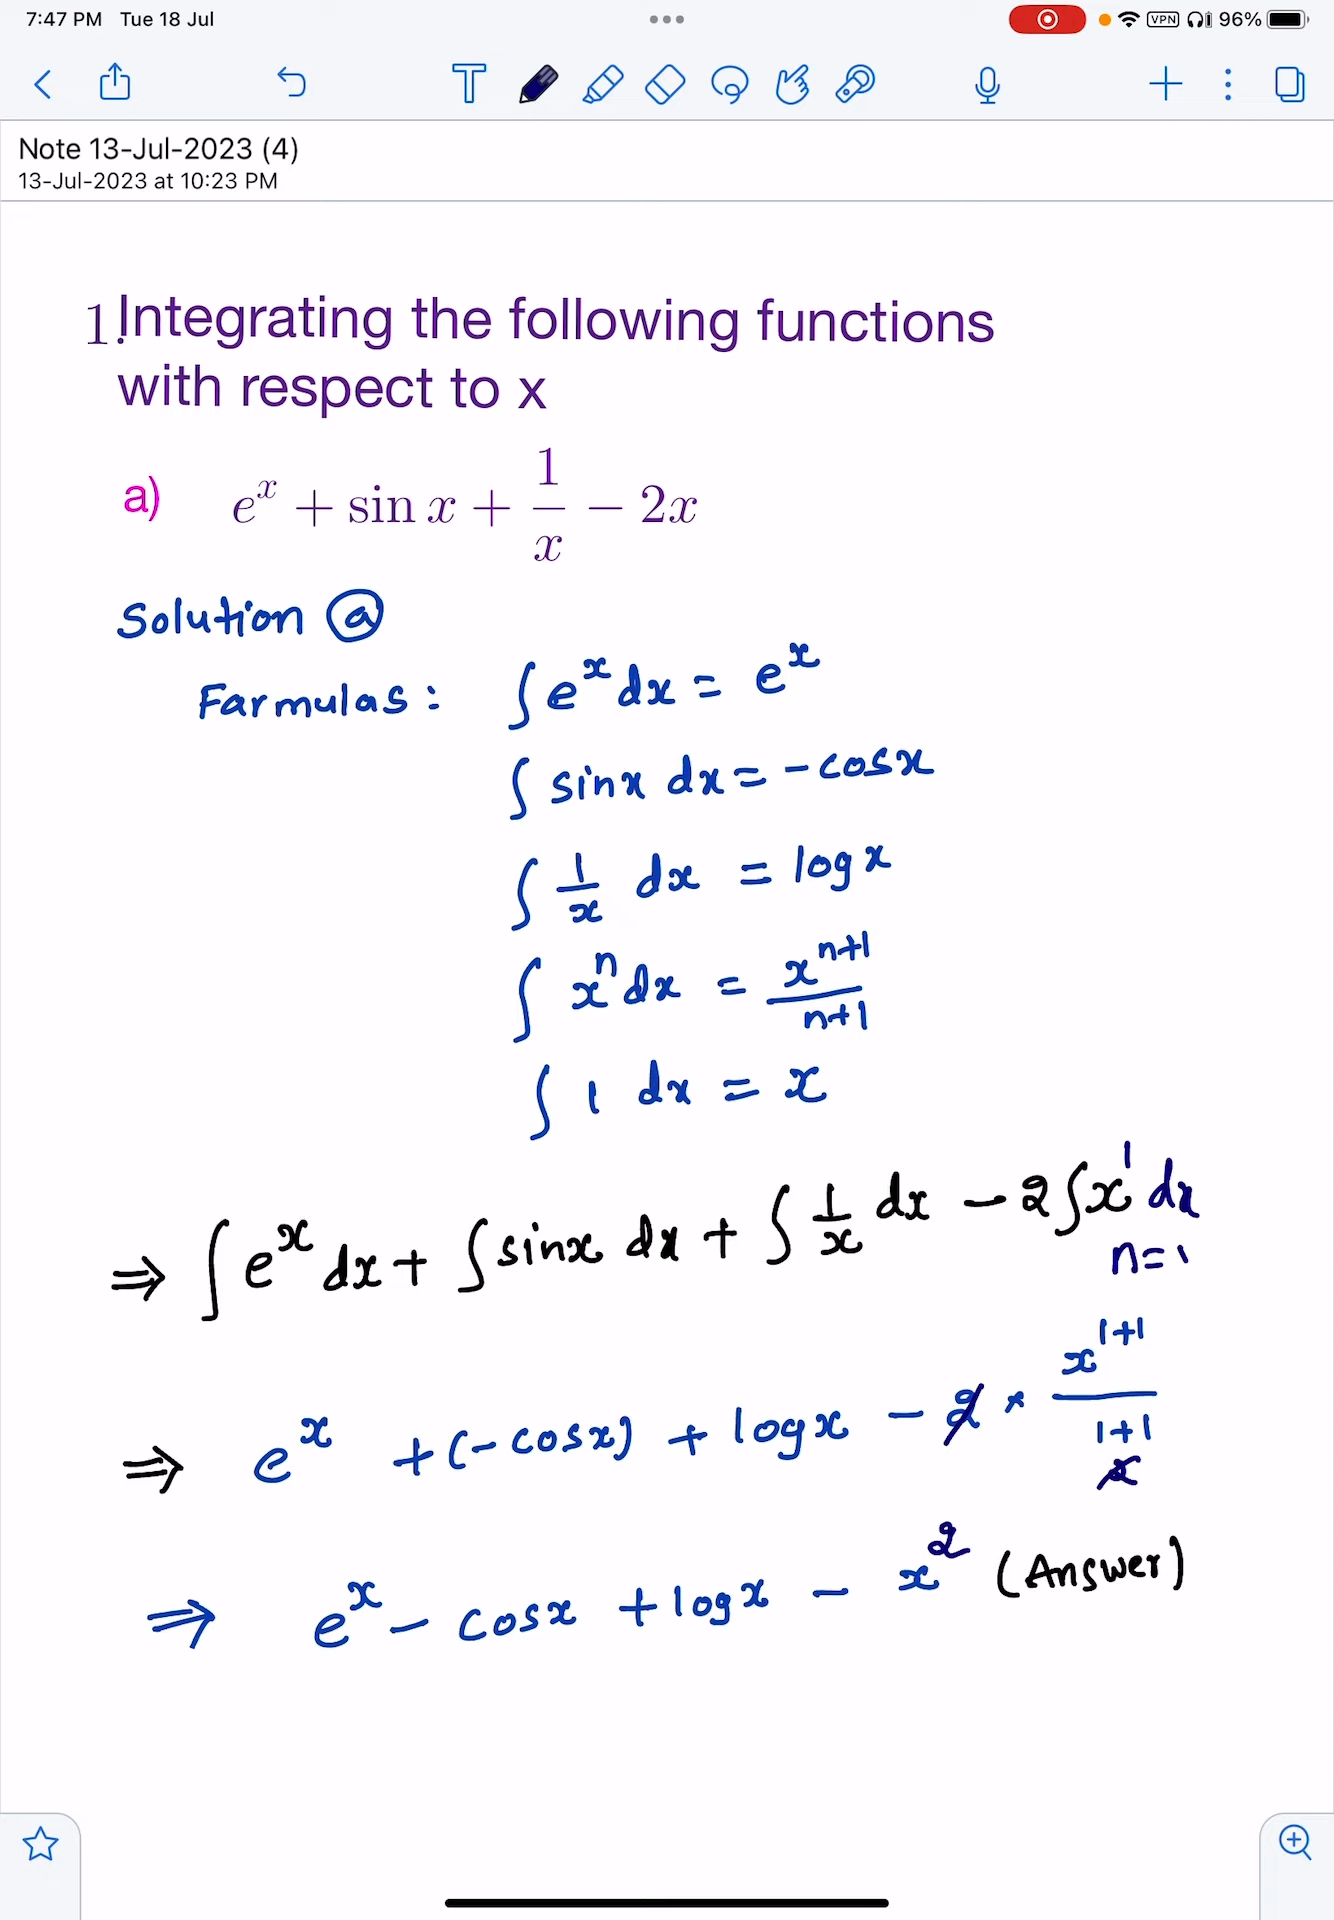 7:47 PM Tue 18 Jul
VPN 96%
T
Note 13-Jul-2023 (4)
13-Jul-2023 at 10:23 PM
1. Integrating the following functions
with respect to x
a) e^x + sin x + 1/x − 2x
Solution ⓐ
Farmulas : ∫ e^x dx = e^x
∫ sinx dx = -cosx
∫ 1/x dx = log x
∫ x^n dx = x^(n+1)/(n+1)
∫ 1 dx = x
⇒ ∫ e^x dx + ∫ sinx dx + ∫ 1/x dx − 2∫x^1 dx
n=1
⇒ e^x + (-cosx) + logx − 2 * x^(1+1)/(1+1)
2
⇒ e^x − cosx + logx − x^2 (Answer)